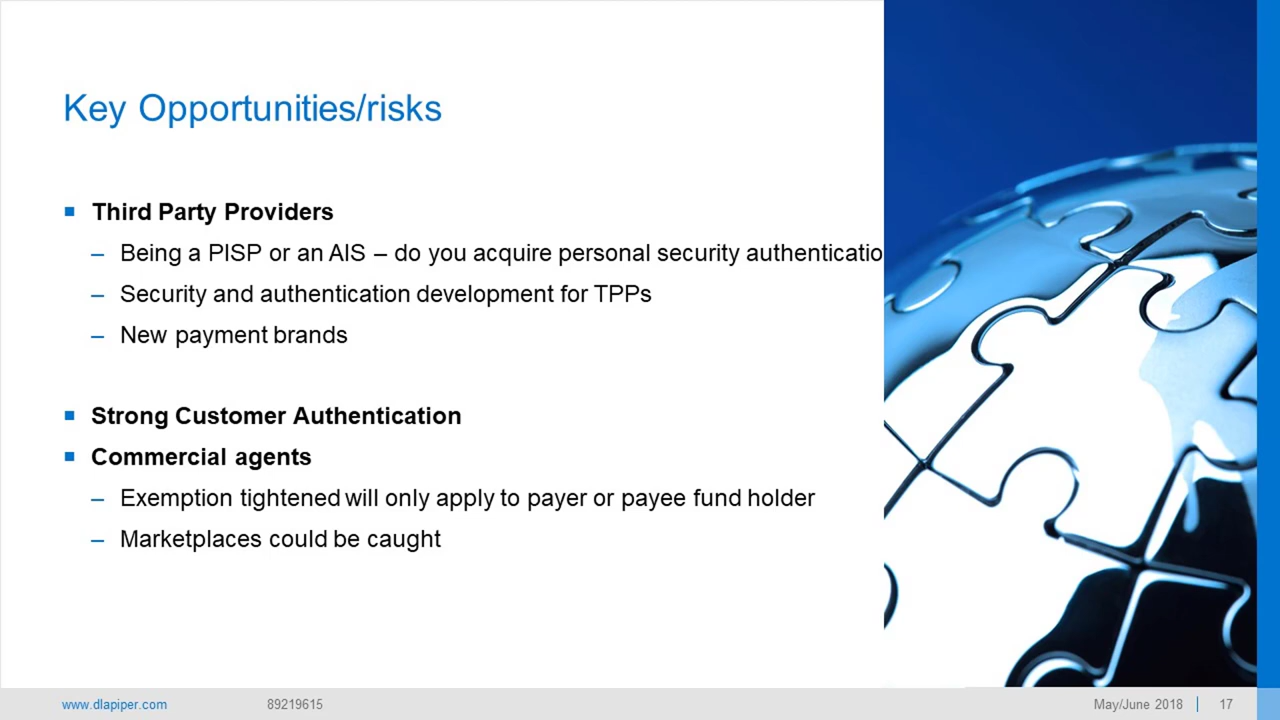 Key Opportunities/risks
Third Party Providers
– Being a PISP or an AIS – do you acquire personal security authenticatio
– Security and authentication development for TPPs
– New payment brands
Strong Customer Authentication
Commercial agents
– Exemption tightened will only apply to payer or payee fund holder
– Marketplaces could be caught
www.dlapiper.com 89219615 May/June 2018 17